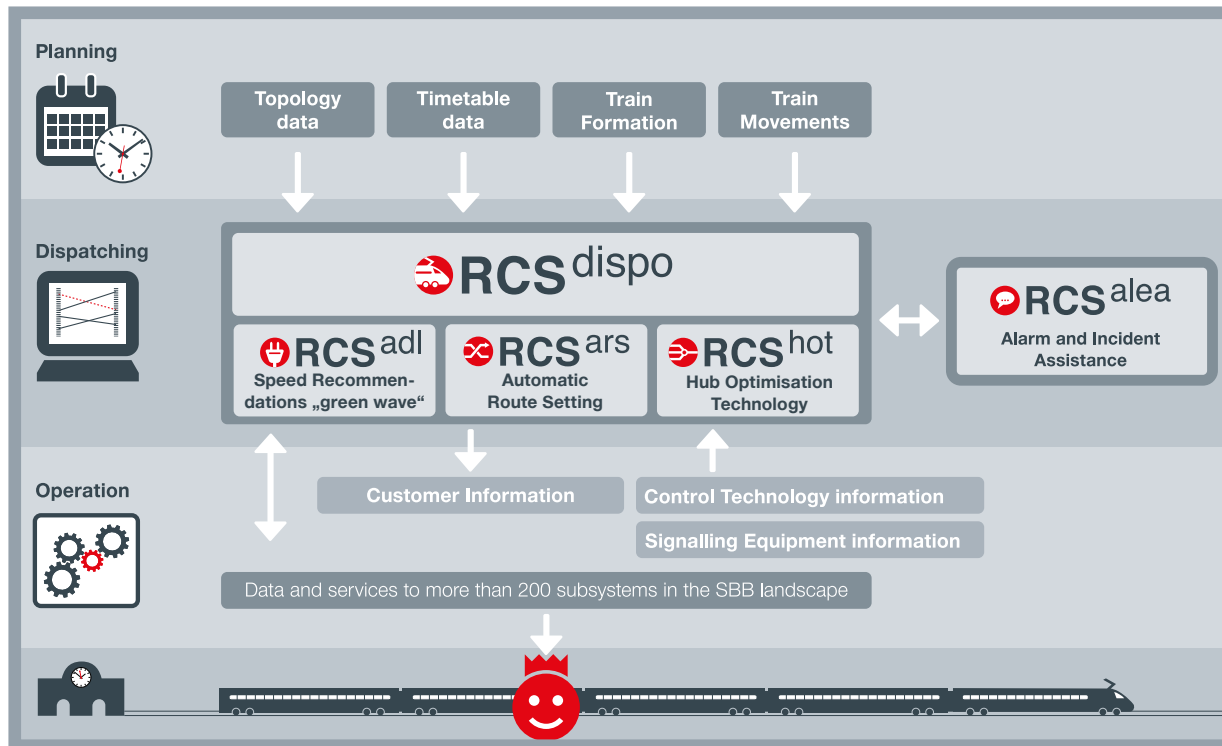 Planning
Topology
data
Timetable
data
Train
Formation
Train
Movements
Dispatching
RCS dispo
RCS adl
Speed Recommen-
dations „green wave“
RCS ars
Automatic
Route Setting
RCS hot
Hub Optimisation
Technology
RCS alea
Alarm and Incident
Assistance
Operation
Customer Information
Control Technology information
Signalling Equipment information
Data and services to more than 200 subsystems in the SBB landscape